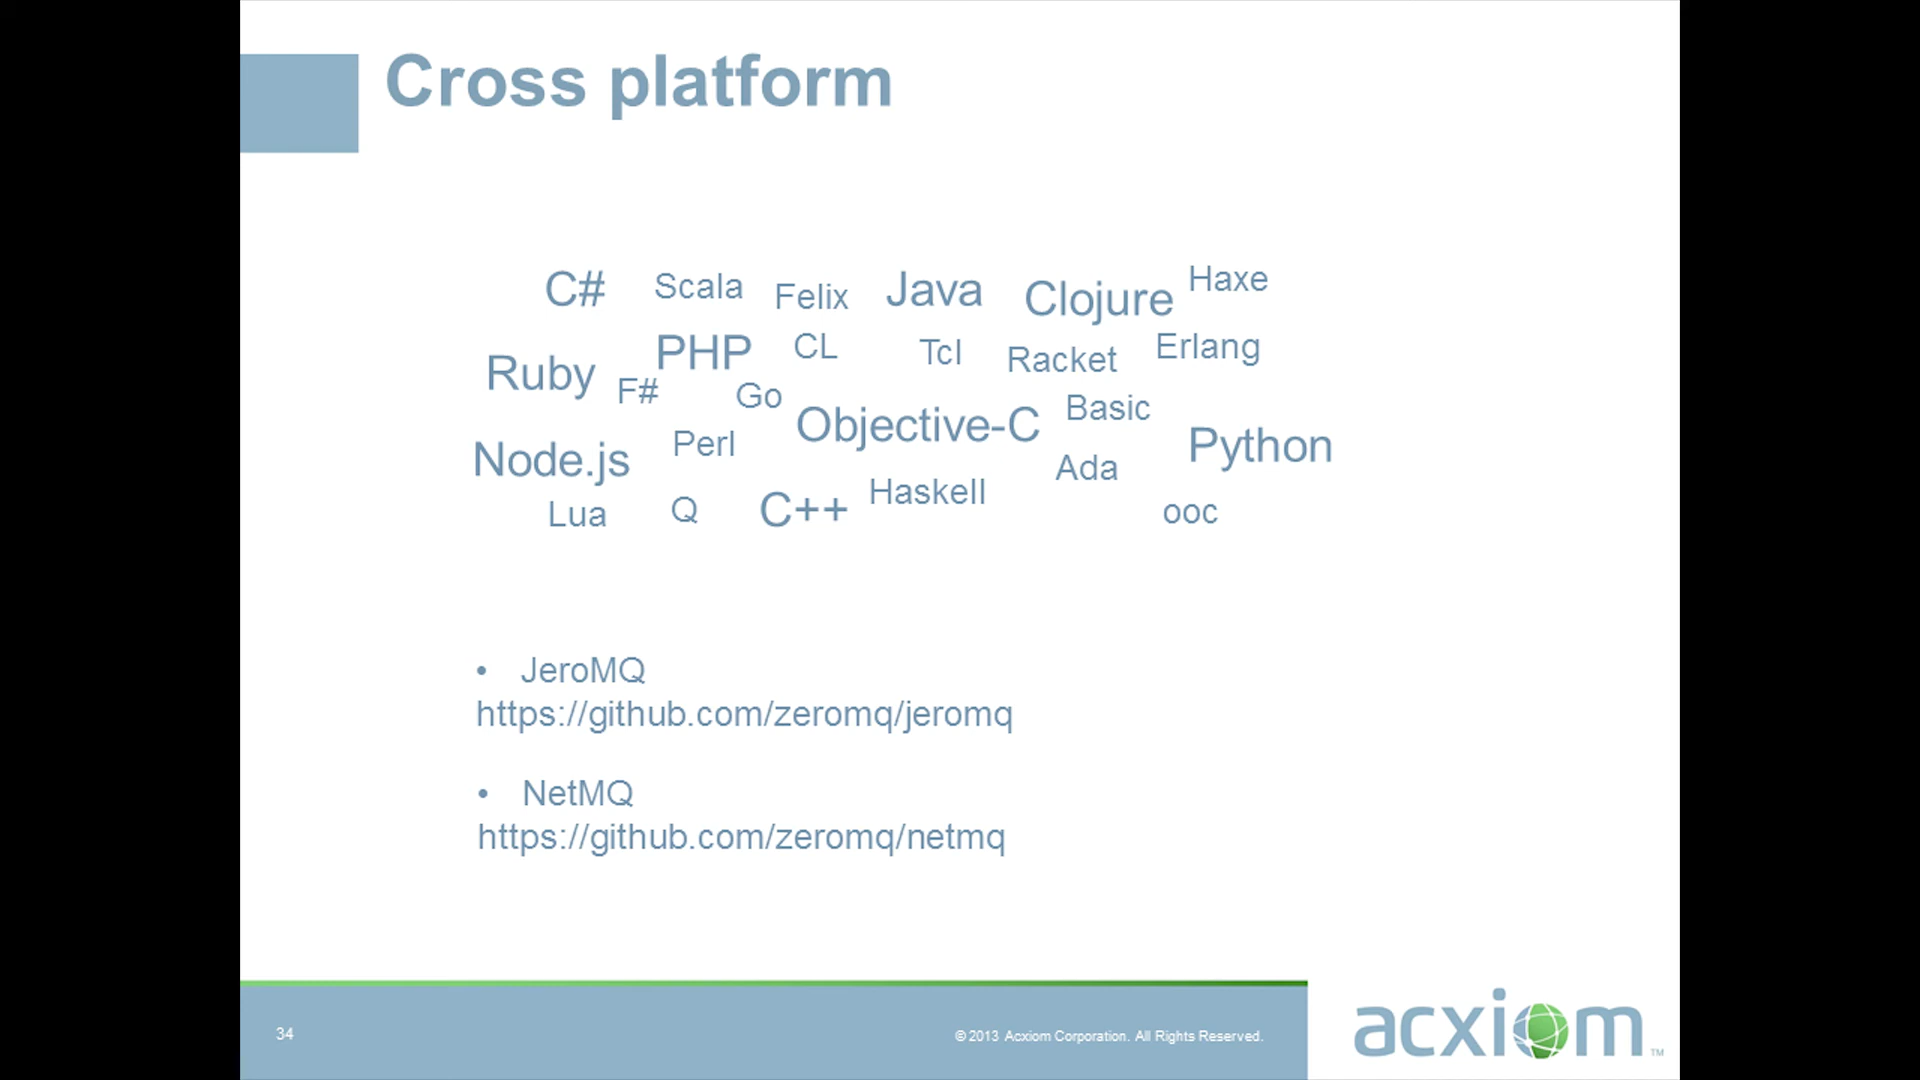 Cross platform
C# Scala Felix Java Clojure Haxe
Ruby PHP CL Tcl Racket Erlang
F# Go Objective-C Basic
Node.js Perl Ada Python
Lua Q C++ Haskell ooc
• JeroMQ
https://github.com/zeromq/jeromq
• NetMQ
https://github.com/zeromq/netmq
34
© 2013 Acxiom Corporation. All Rights Reserved.
acxiom™